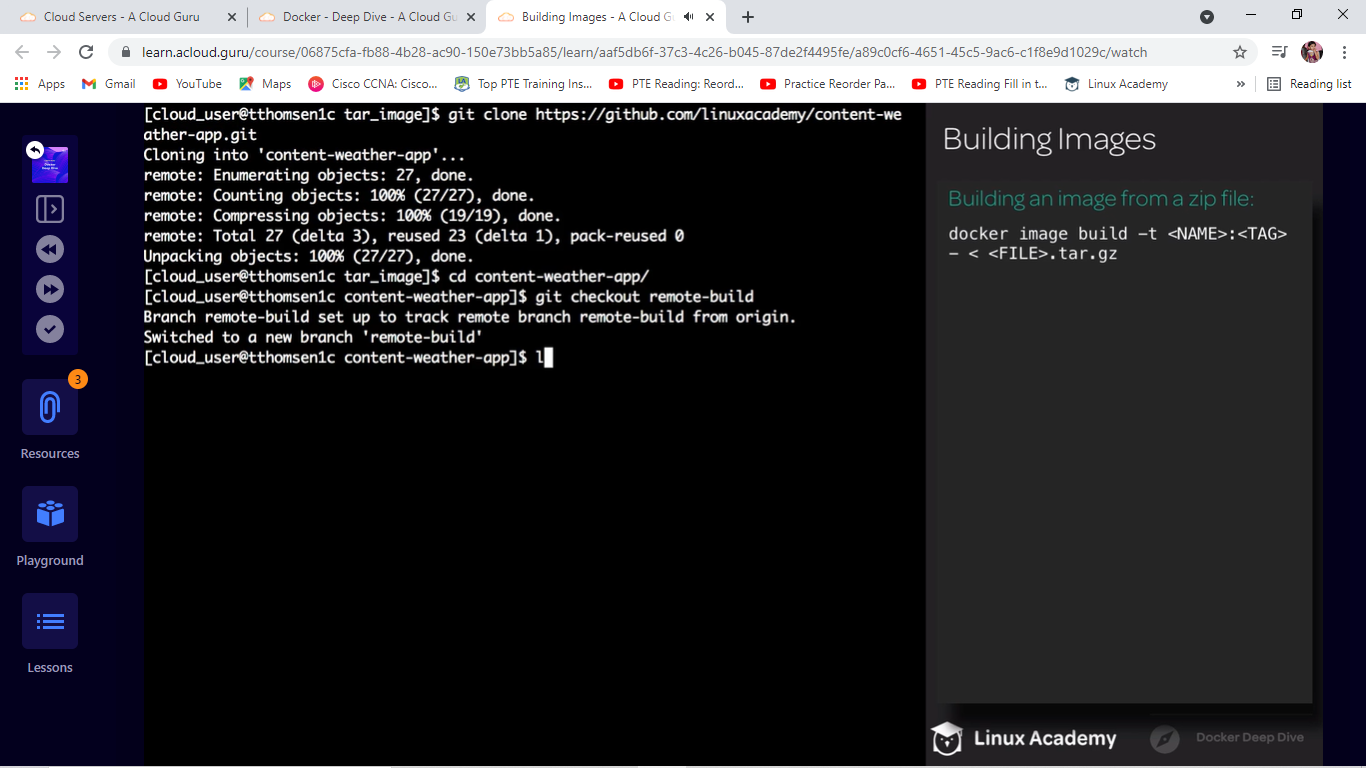 Cloud Servers - A Cloud Guru
Docker - Deep Dive - A Cloud Gu
Building Images - A Cloud G
learn.acloud.guru/course/06875cfa-fb88-4b28-ac90-150e73bb5a85/learn/aaf5db6f-37c3-4c26-b045-87de2f4495fe/a89c0cf6-4651-45c5-9ac6-c1f8e9d1029c/watch
Apps
Gmail
YouTube
Maps
Cisco CCNA: Cisco...
Top PTE Training Ins...
PTE Reading: Reord...
Practice Reorder Pa...
PTE Reading Fill in t...
Linux Academy
»
Reading list
3
Resources
Playground
Lessons
[cloud_user@tthomsen1c tar_image]$ git clone https://github.com/linuxacademy/content-we
ather-app.git
Cloning into 'content-weather-app'...
remote: Enumerating objects: 27, done.
remote: Counting objects: 100% (27/27), done.
remote: Compressing objects: 100% (19/19), done.
remote: Total 27 (delta 3), reused 23 (delta 1), pack-reused 0
Unpacking objects: 100% (27/27), done.
[cloud_user@tthomsen1c tar_image]$ cd content-weather-app/
[cloud_user@tthomsen1c content-weather-app]$ git checkout remote-build
Branch remote-build set up to track remote branch remote-build from origin.
Switched to a new branch 'remote-build'
[cloud_user@tthomsen1c content-weather-app]$ l
Building Images
Building an image from a zip file:
docker image build -t <NAME>:<TAG>
- < <FILE>.tar.gz
Linux Academy
Docker Deep Dive